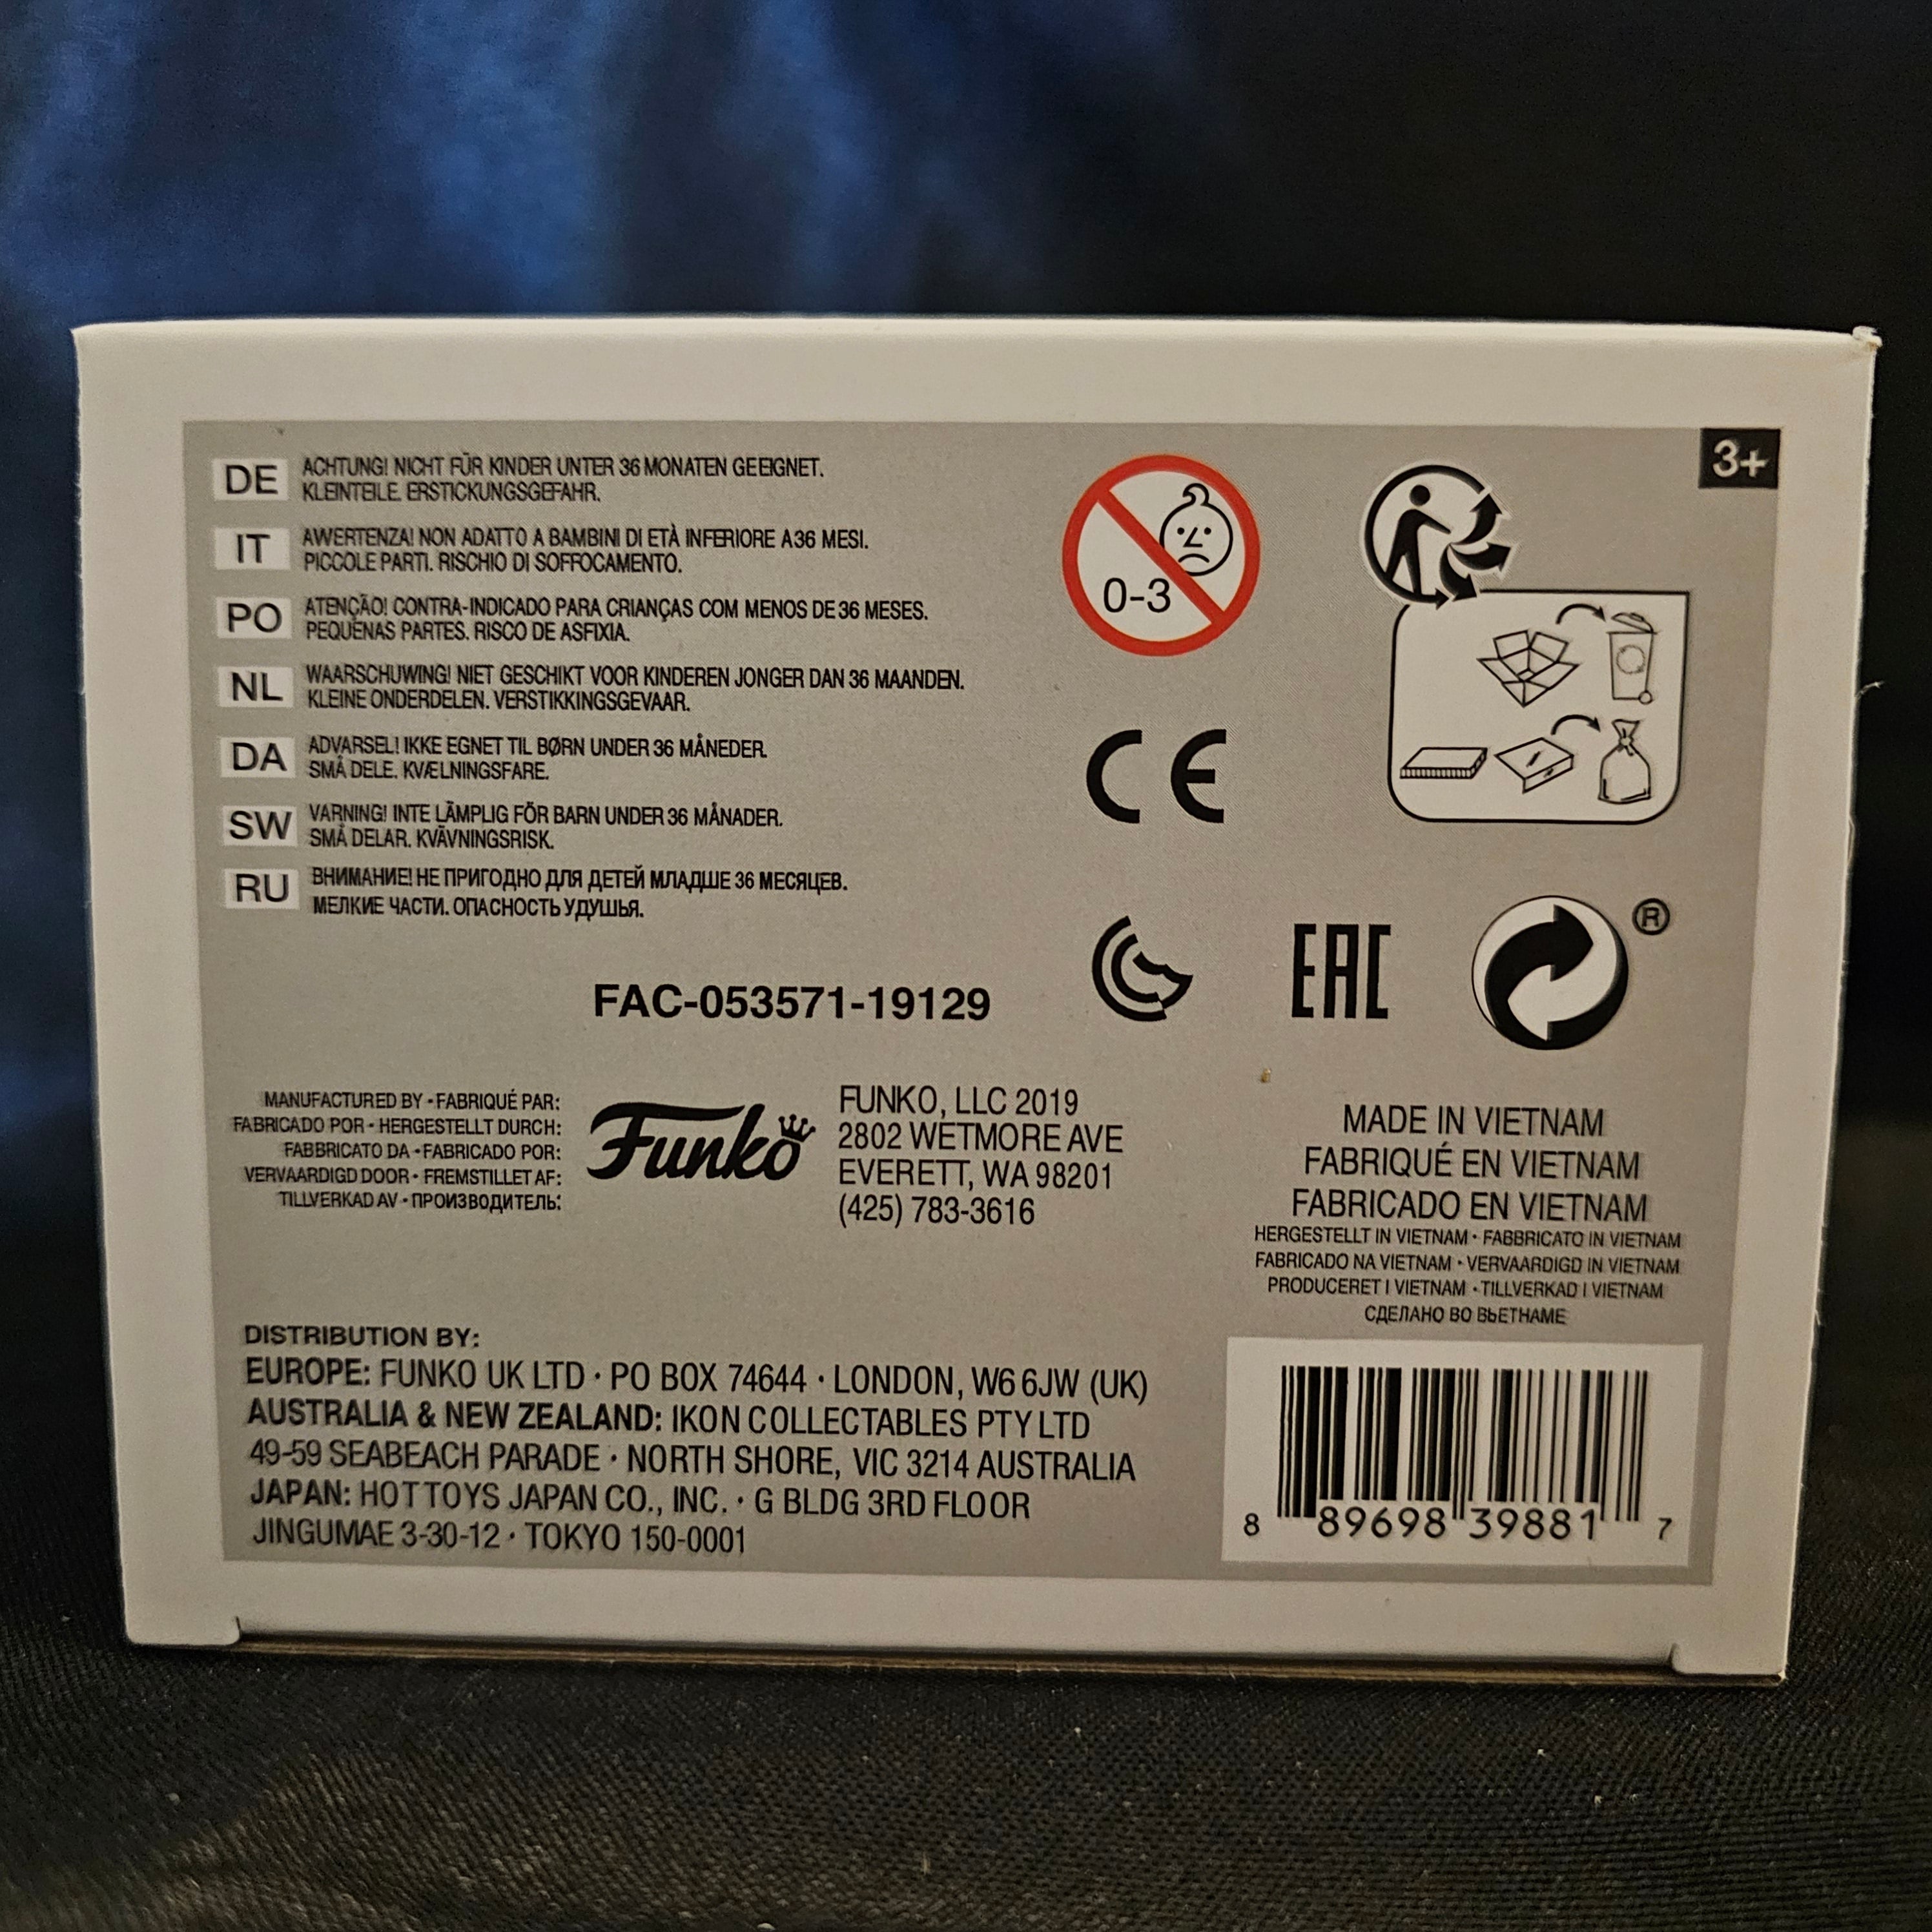 3+
DE ACHTUNG! NICHT FÜR KINDER UNTER 36 MONATEN GEEIGNET.
KLEINTEILE. ERSTICKUNGSGEFAHR.
IT AVVERTENZA! NON ADATTO A BAMBINI DI ETÀ INFERIORE A 36 MESI.
PICCOLE PARTI. RISCHIO DI SOFFOCAMENTO.
PO ATENÇÃO! CONTRA-INDICADO PARA CRIANÇAS COM MENOS DE 36 MESES.
PEQUENAS PARTES. RISCO DE ASFIXIA.
NL WAARSCHUWING! NIET GESCHIKT VOOR KINDEREN JONGER DAN 36 MAANDEN.
KLEINE ONDERDELEN. VERSTIKKINGSGEVAAR.
DA ADVARSEL! IKKE EGNET TIL BØRN UNDER 36 MÅNEDER.
SMÅ DELE. KVÆLNINGSFARE.
SW VARNING! INTE LÄMPLIG FÖR BARN UNDER 36 MÅNADER.
SMÅ DELAR. KVÄVNINGSRISK.
RU ВНИМАНИЕ! НЕ ПРИГОДНО ДЛЯ ДЕТЕЙ МЛАДШЕ 36 МЕСЯЦЕВ.
МЕЛКИЕ ЧАСТИ. ОПАСНОСТЬ УДУШЬЯ.
0-3
CE
EAC
®
FAC-053571-19129
MANUFACTURED BY • FABRIQUÉ PAR:
FABRICADO POR • HERGESTELLT DURCH:
FABBRICATO DA • FABRICADO POR:
VERVAARDIGD DOOR • FREMSTILLET AF:
TILLVERKAD AV • ПРОИЗВОДИТЕЛЬ:
Funko
FUNKO, LLC 2019
2802 WETMORE AVE
EVERETT, WA 98201
(425) 783-3616
MADE IN VIETNAM
FABRIQUÉ EN VIETNAM
FABRICADO EN VIETNAM
HERGESTELLT IN VIETNAM • FABBRICATO IN VIETNAM
FABRICADO NA VIETNAM • VERVAARDIGD IN VIETNAM
PRODUCERET I VIETNAM • TILLVERKAD I VIETNAM
СДЕЛАНО ВО ВЬЕТНАМЕ
DISTRIBUTION BY:
EUROPE: FUNKO UK LTD • PO BOX 74644 • LONDON, W6 6JW (UK)
AUSTRALIA & NEW ZEALAND: IKON COLLECTABLES PTY LTD
49-59 SEABEACH PARADE • NORTH SHORE, VIC 3214 AUSTRALIA
JAPAN: HOT TOYS JAPAN CO., INC. • G BLDG 3RD FLOOR
JINGUMAE 3-30-12 • TOKYO 150-0001
8 89698 39881 7